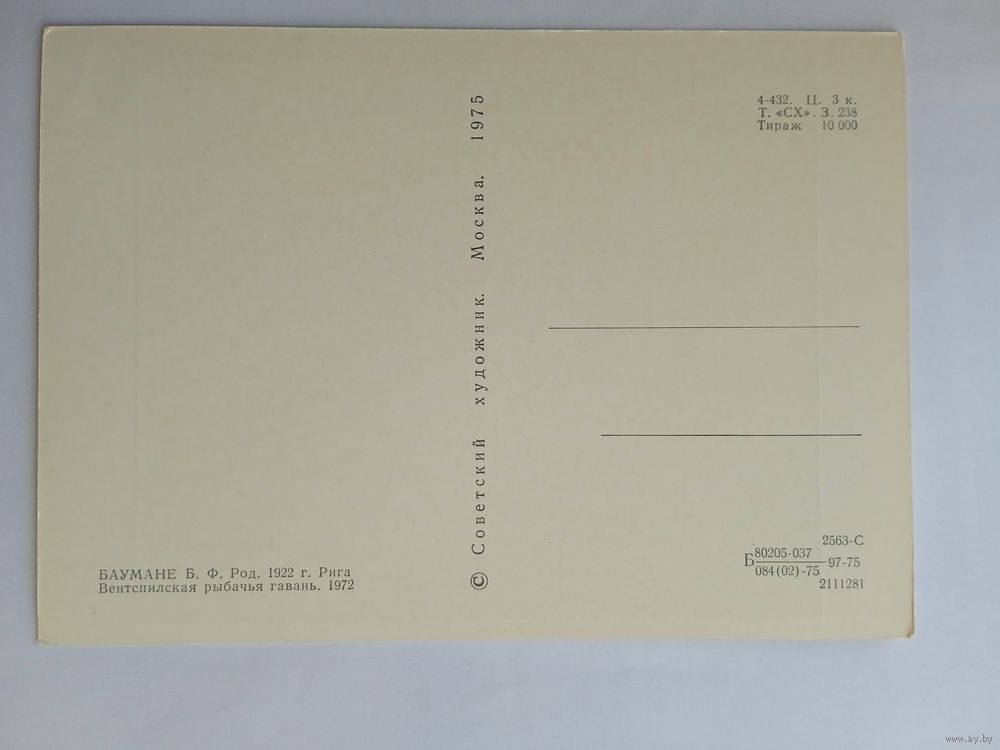 4-432. Ц. 3 к.
Т. «СХ». З. 238
Тираж 10 000
© Советский художник. Москва. 1975
БАУМАНЕ Б. Ф. Род. 1922 г. Рига
Вентспилская рыбачья гавань. 1972
2563-С
Б 80205-037
084(02)-75 97-75
2111281
www.ay.by